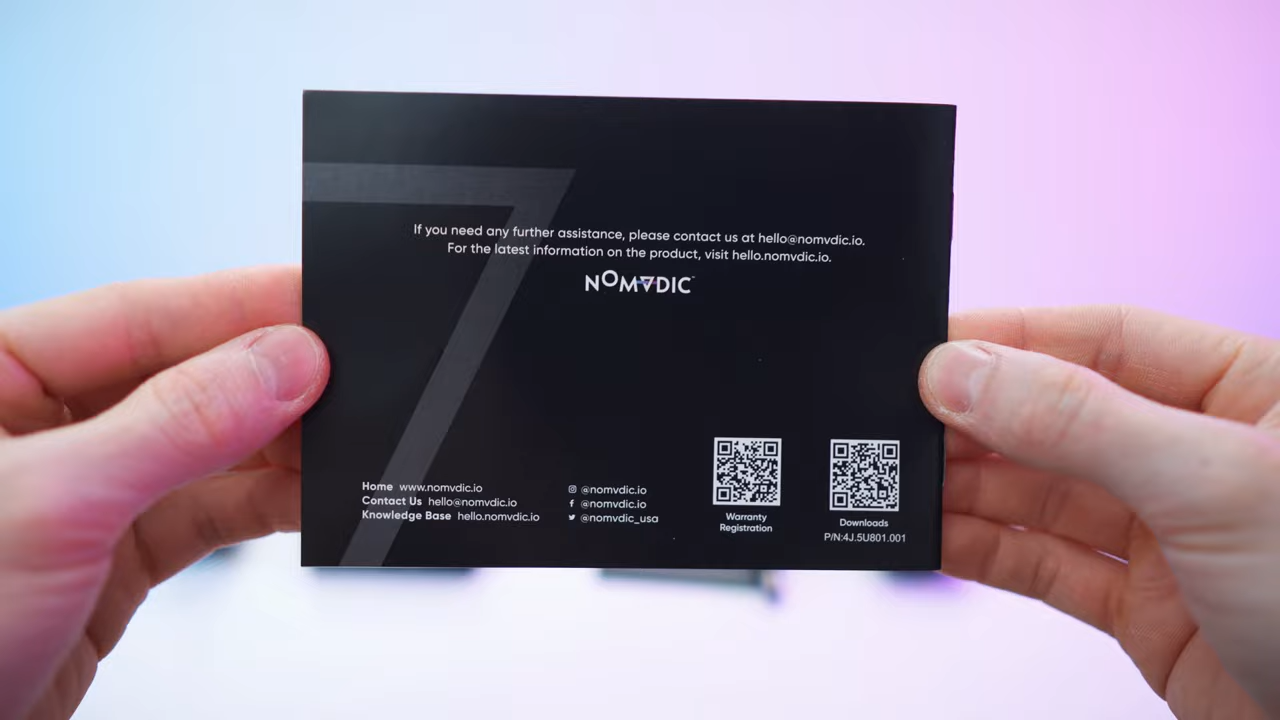 If you need any further assistance, please contact us at hello@nomvdic.io.
For the latest information on the product, visit hello.nomvdic.io.
NOMVDIC™
Home www.nomvdic.io
Contact Us hello@nomvdic.io
Knowledge Base hello.nomvdic.io
@nomvdic.io
@nomvdic.io
@nomvdic_usa
Warranty
Registration
Downloads
P/N:4J.5U801.001